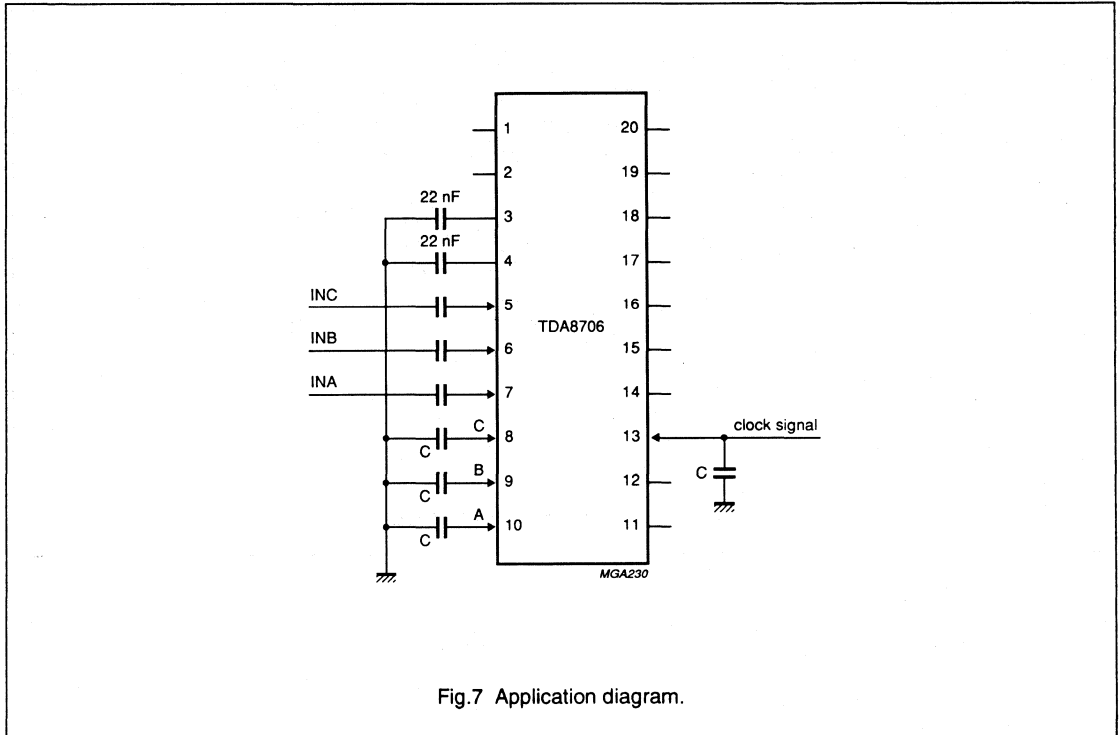 1 20
2 19
22 nF
3 18
22 nF
4 17
INC 5 16
TDA8706
INB 6 15
INA 7 14
clock signal
C 8 13
C C
B 9 12
C
A 10 11
C
MGA230
Fig.7 Application diagram.